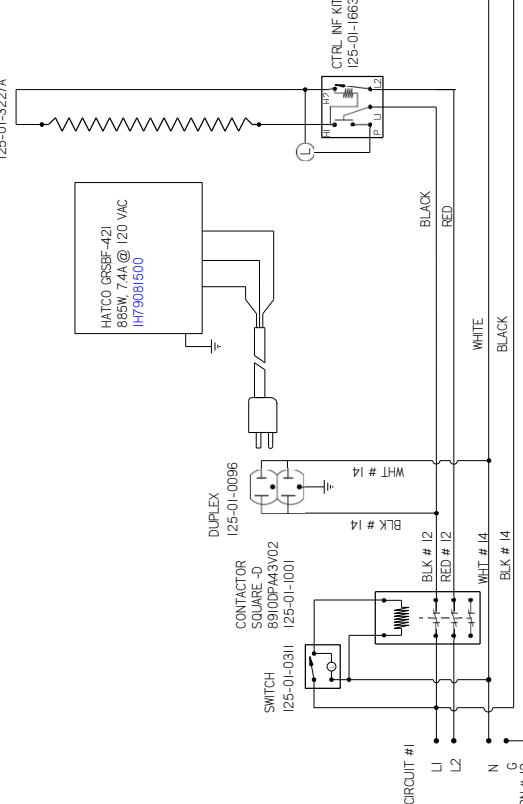 125-01-3227A
CTRL INF KIT
125-01-1663
H2
L2
H1
L1
P
L
HATCO GRSBF-42I
885W, 7.4A @ 120 VAC
1H79081500
BLACK
RED
WHITE
BLACK
DUPLEX
125-01-0096
WHT # 14
BLK # 14
CONTACTOR
SQUARE -D
8910DPA43V02
125-01-1001
BLK # 12
RED # 12
WHT # 14
BLK # 14
SWITCH
125-01-0311
CIRCUIT #1
L1
L2
N
G